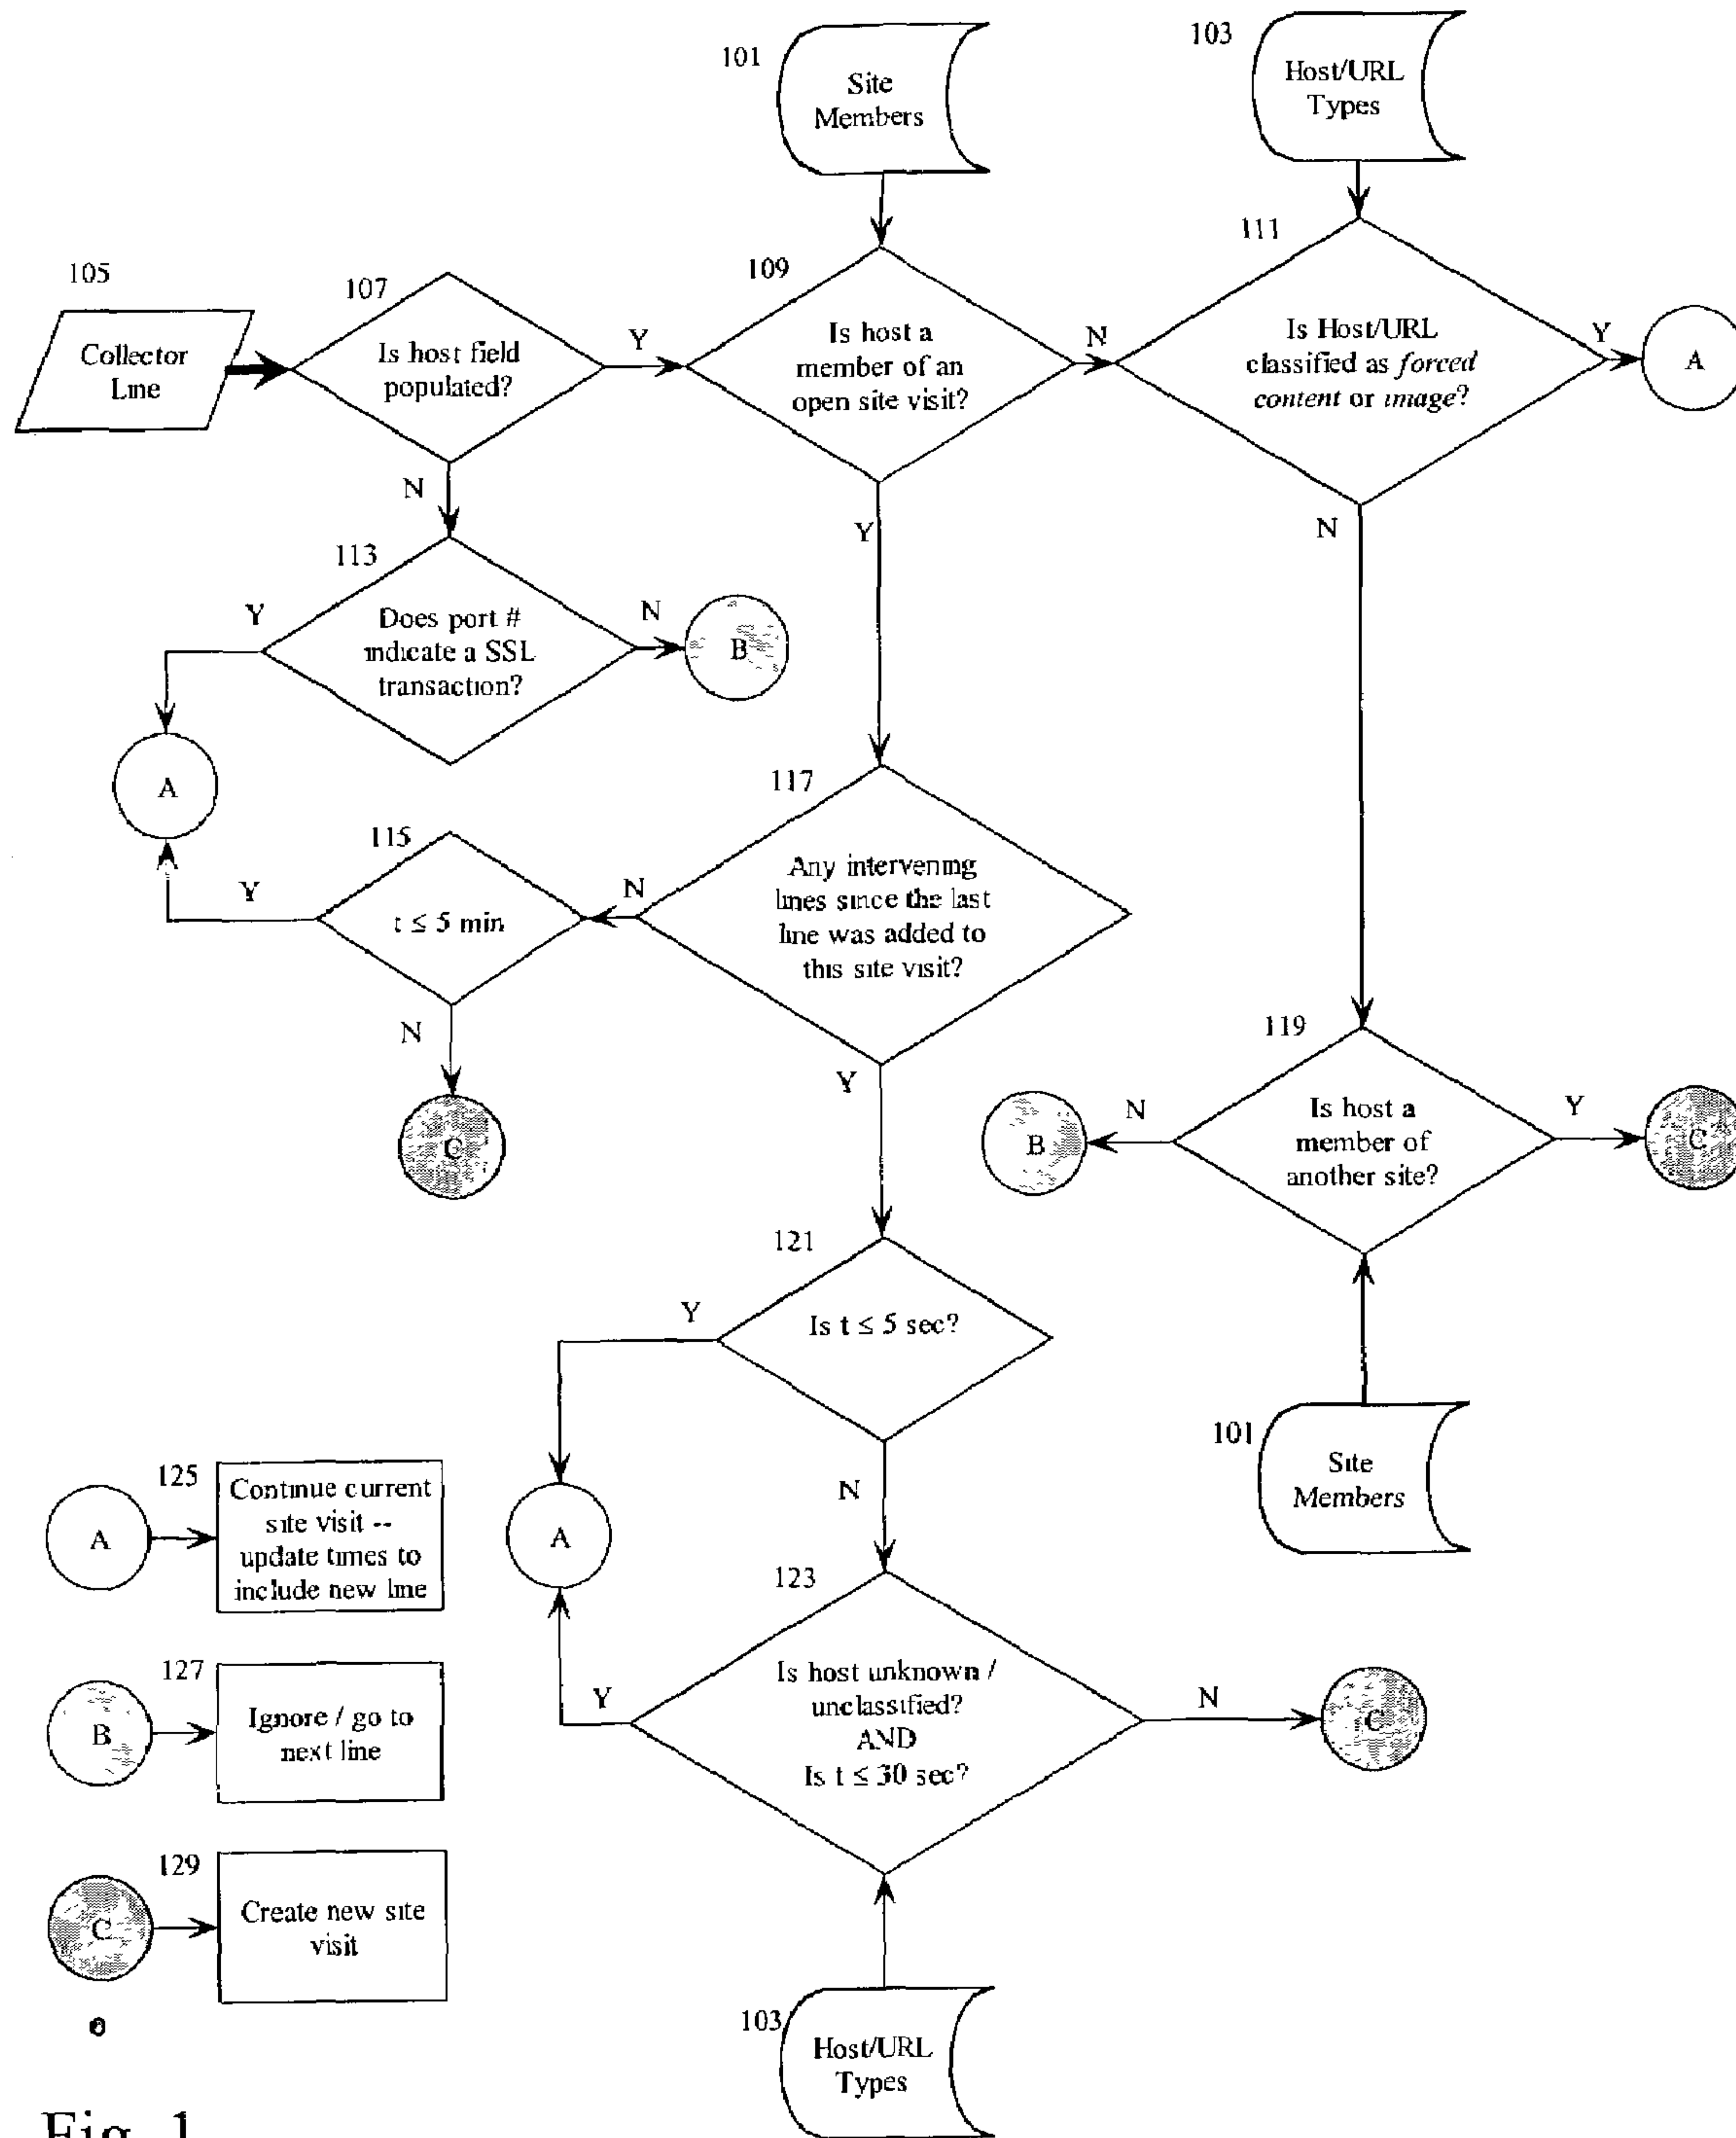 101
Site
Members
103
Host/URL
Types
105
Collector
Line
107
Is host field
populated?
Y
109
Is host a
member of an
open site visit?
N
111
Is Host/URL
classified as forced
content or image?
Y
A
N
Y
N
113
Does port #
indicate a SSL
transaction?
Y
N
B
A
115
t ≤ 5 min
Y
N
C
117
Any intervening
lines since the last
line was added to
this site visit?
N
Y
119
Is host a
member of
another site?
N
B
Y
C
101
Site
Members
121
Is t ≤ 5 sec?
Y
N
A
123
Is host unknown /
unclassified?
AND
Is t ≤ 30 sec?
Y
N
C
103
Host/URL
Types
A
125
Continue current
site visit --
update times to
include new line
B
127
Ignore / go to
next line
C
129
Create new site
visit
Fig. 1